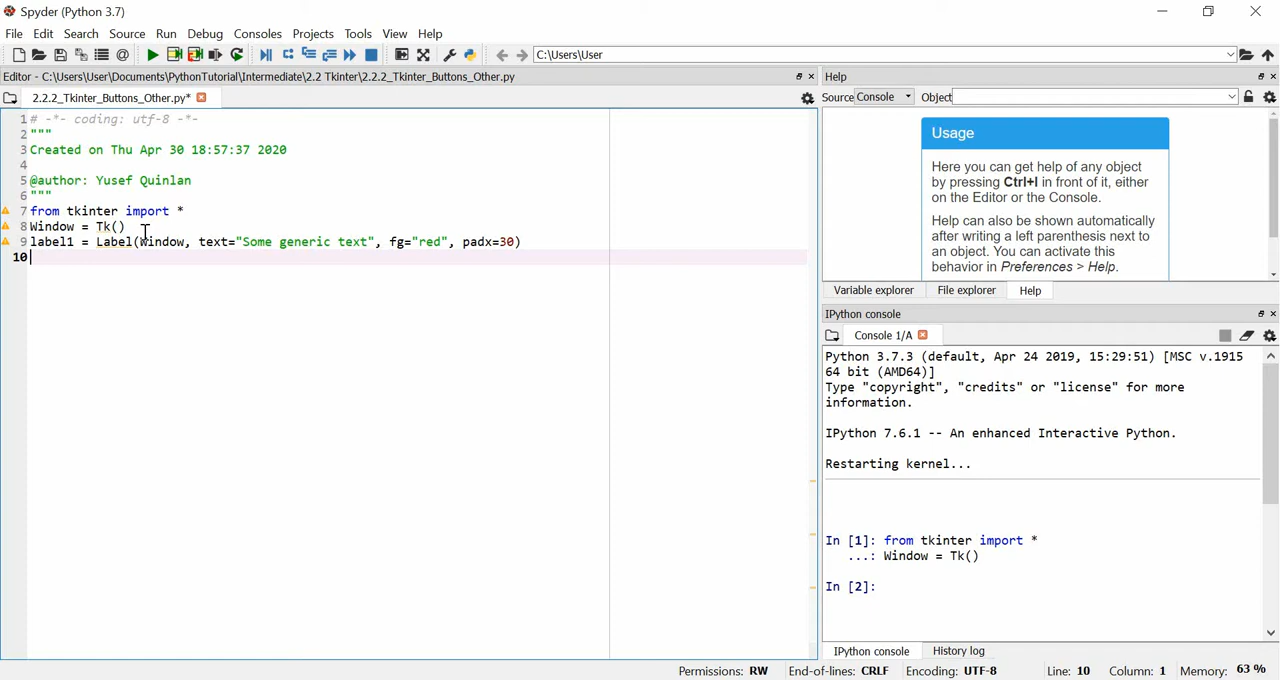 Spyder (Python 3.7)
File Edit Search Source Run Debug Consoles Projects Tools View Help
C:\Users\User
Editor - C:\Users\User\Documents\PythonTutorial\Intermediate\2.2 Tkinter\2.2.2_Tkinter_Buttons_Other.py
Help
2.2.2_Tkinter_Buttons_Other.py*
Source Console Object
1 # -*- coding: utf-8 -*-
2 """
3 Created on Thu Apr 30 18:57:37 2020
4
5 @author: Yusef Quinlan
6 """
7 from tkinter import *
8 Window = Tk()
9 label1 = Label(Window, text="Some generic text", fg="red", padx=30)
10
Usage
Here you can get help of any object
by pressing Ctrl+I in front of it, either
on the Editor or the Console.
Help can also be shown automatically
after writing a left parenthesis next to
an object. You can activate this
behavior in Preferences > Help.
Variable explorer File explorer Help
IPython console
Console 1/A
Python 3.7.3 (default, Apr 24 2019, 15:29:51) [MSC v.1915
64 bit (AMD64)]
Type "copyright", "credits" or "license" for more
information.
IPython 7.6.1 -- An enhanced Interactive Python.
Restarting kernel...
In [1]: from tkinter import *
...: Window = Tk()
In [2]:
IPython console History log
Permissions: RW End-of-lines: CRLF Encoding: UTF-8 Line: 10 Column: 1 Memory: 63 %